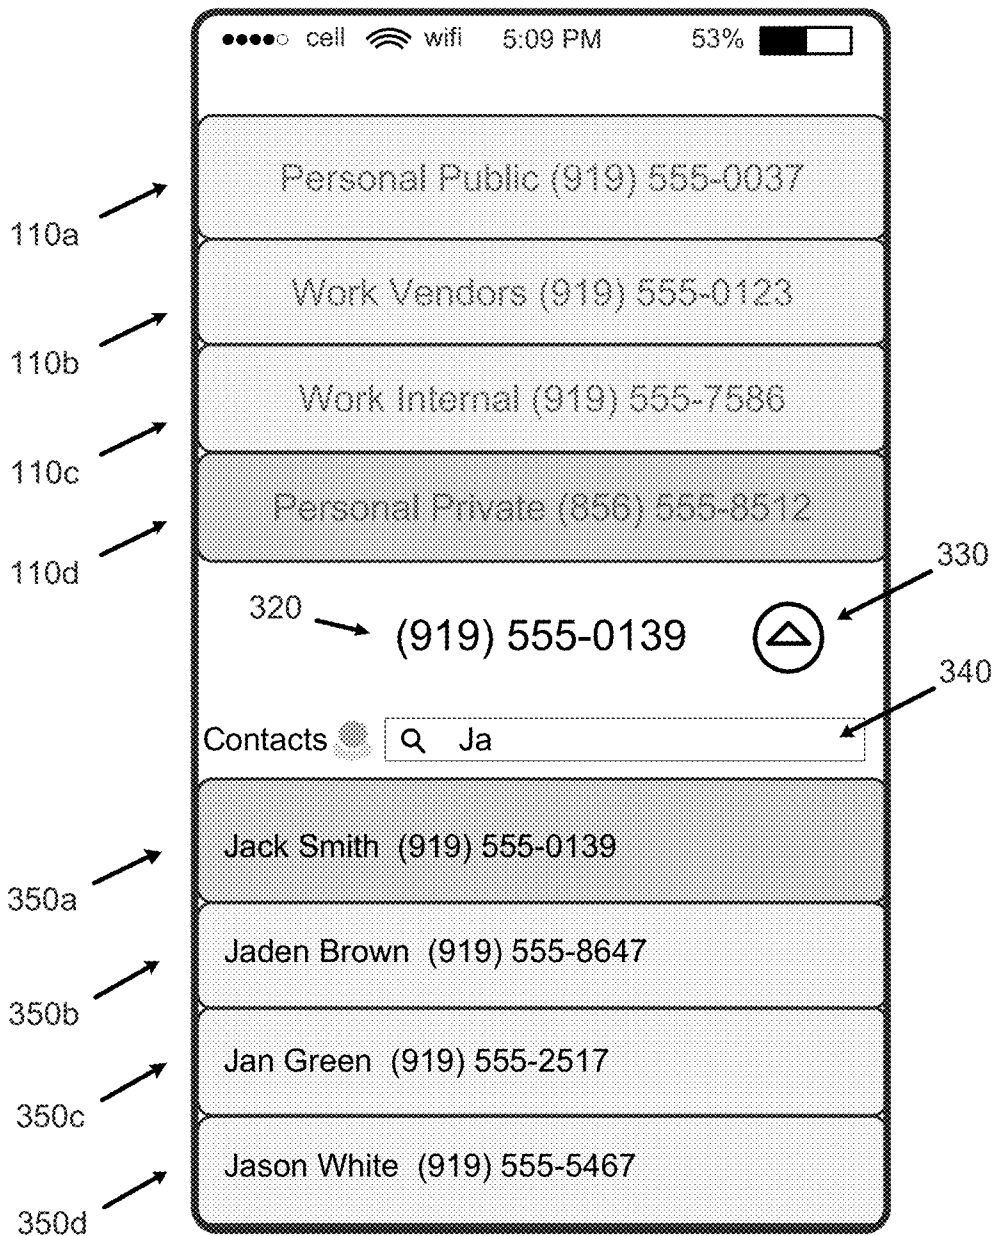 cell wifi 5:09 PM 53%
Personal Public (919) 555-0037
110a
Work Vendors (919) 555-0123
110b
Work Internal (919) 555-7586
110c
Personal Private (856) 555-8512
110d
330
320
(919) 555-0139
340
Contacts Ja
Jack Smith (919) 555-0139
350a
Jaden Brown (919) 555-8647
350b
Jan Green (919) 555-2517
350c
Jason White (919) 555-5467
350d